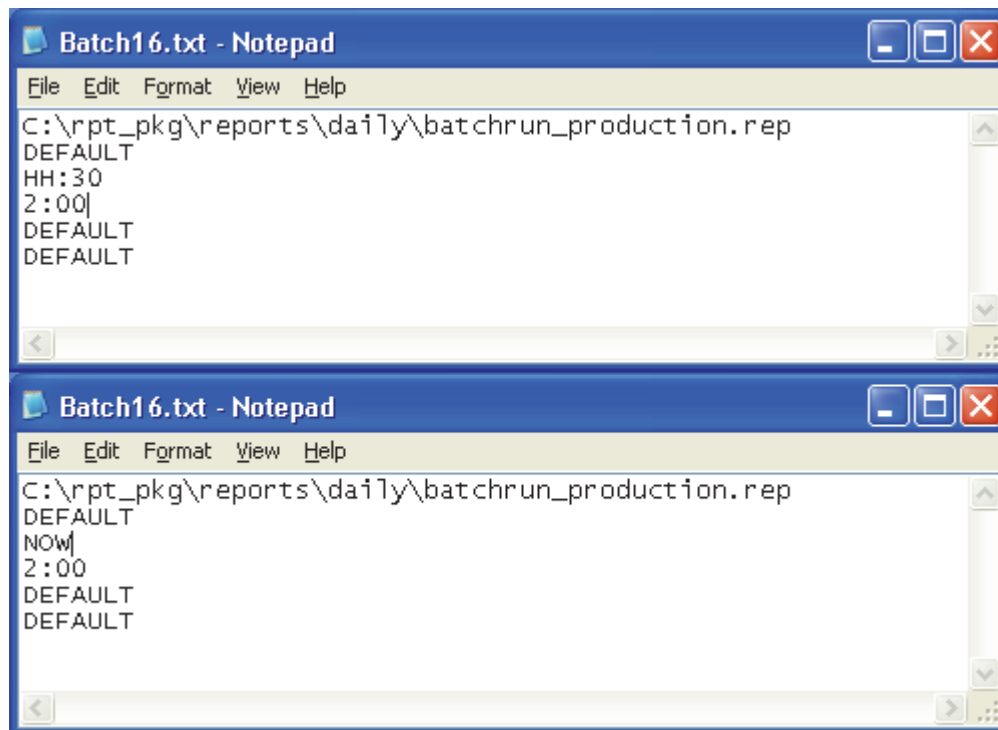 Batch16.txt - Notepad
File Edit Format View Help
C:\rpt_pkg\reports\daily\batchrun_production.rep
DEFAULT
HH:30
2:00
DEFAULT
DEFAULT
Batch16.txt - Notepad
File Edit Format View Help
C:\rpt_pkg\reports\daily\batchrun_production.rep
DEFAULT
NOW
2:00
DEFAULT
DEFAULT